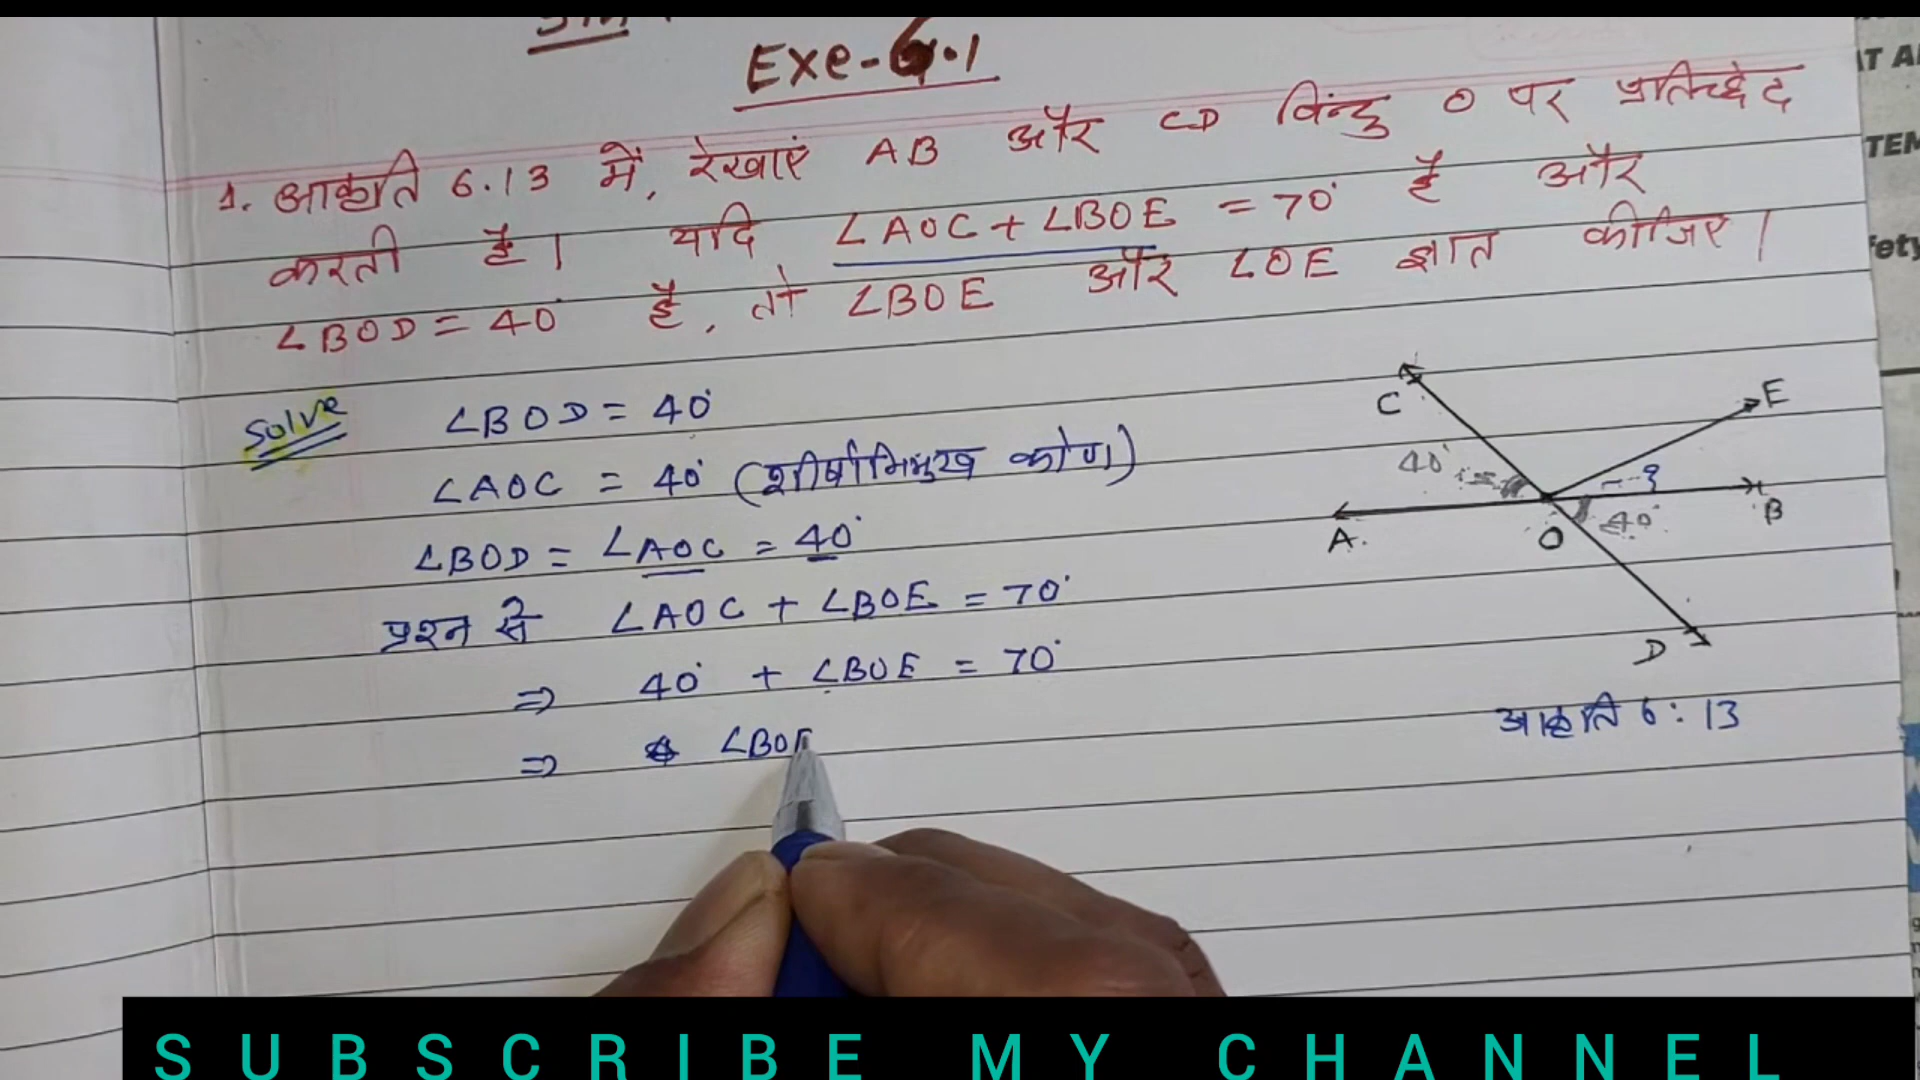 Exe-6.1
1. आकृति 6.13 में, रेखाएं AB और CD विन्दु O पर प्रतिच्छेद
करती है। यदि ∠AOC + ∠BOE = 70° है और
∠BOD = 40° है, तो ∠BOE और ∠OE ज्ञात कीजिए।
Solve ∠BOD = 40°
∠AOC = 40° (शीर्षाभिमुख कोण)
∠BOD = ∠AOC = 40°
प्रश्न से ∠AOC + ∠BOE = 70°
⇒ 40° + ∠BOE = 70°
⇒ ∠BOE
C
E
40°
A.
O
40°
B
D
आकृति 6:13
SUBSCRIBE MY CHANNEL